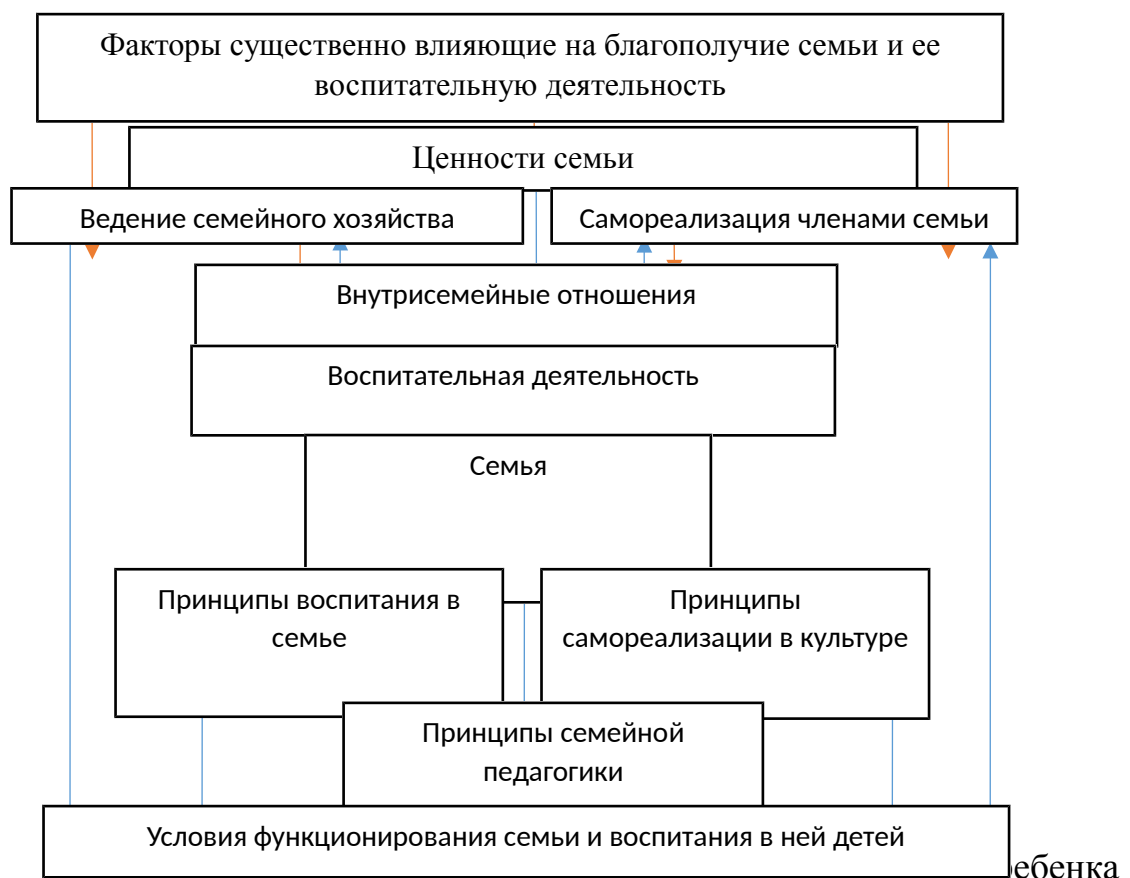 Факторы существенно влияющие на благополучие семьи и ее
воспитательную деятельность
Ценности семьи
Ведение семейного хозяйства
Самореализация членами семьи
Внутрисемейные отношения
Воспитательная деятельность
Семья
Принципы воспитания в
семье
Принципы
самореализации в культуре
Принципы семейной
педагогики
Условия функционирования семьи и воспитания в ней детей